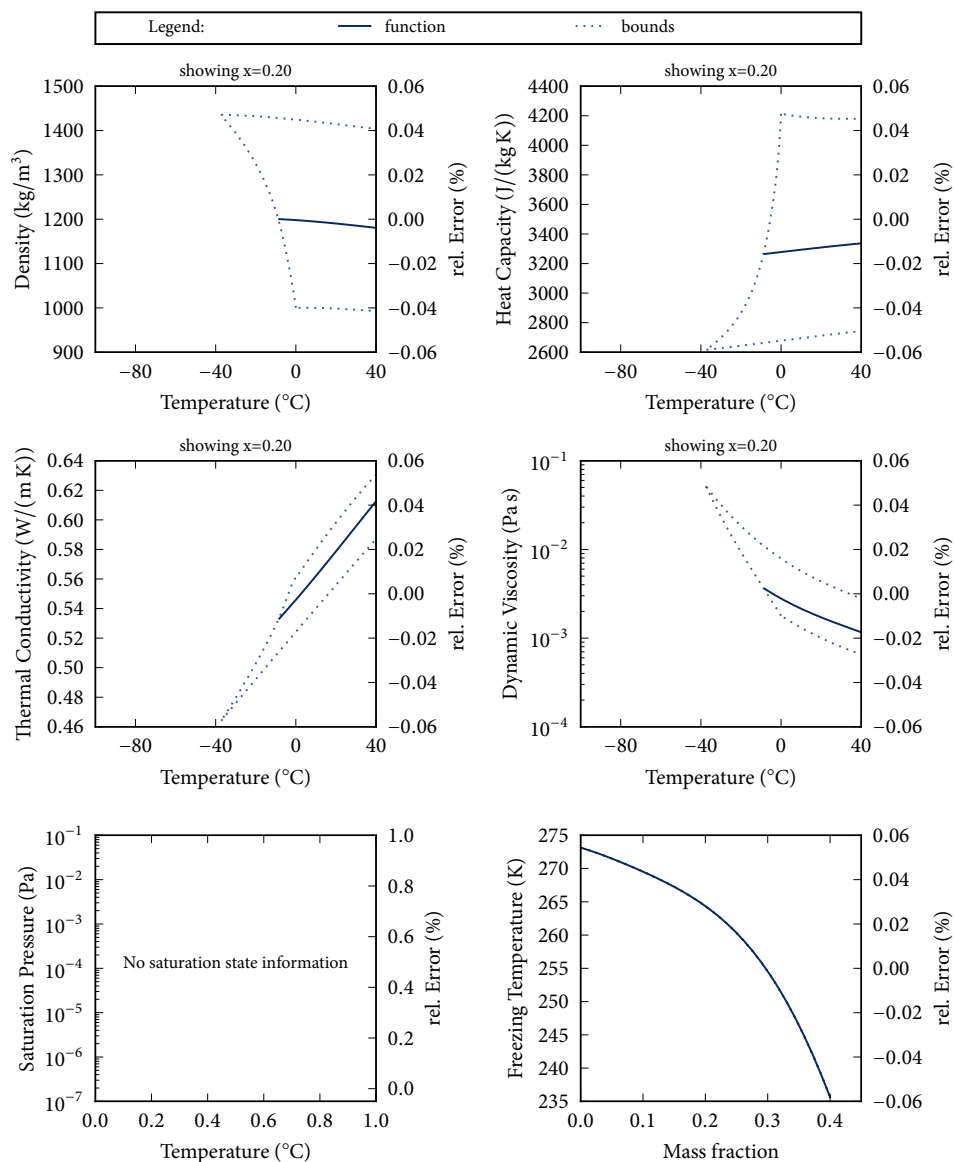 Legend: function bounds
showing x=0.20
1500
1400
1300
1200
1100
1000
900
Density (kg/m³)
0.06
0.04
0.02
0.00
−0.02
−0.04
−0.06
rel. Error (%)
−80 −40 0 40
Temperature (°C)
showing x=0.20
4400
4200
4000
3800
3600
3400
3200
3000
2800
2600
Heat Capacity (J/(kg K))
0.06
0.04
0.02
0.00
−0.02
−0.04
−0.06
rel. Error (%)
−80 −40 0 40
Temperature (°C)
showing x=0.20
0.64
0.62
0.60
0.58
0.56
0.54
0.52
0.50
0.48
0.46
Thermal Conductivity (W/(m K))
0.06
0.04
0.02
0.00
−0.02
−0.04
−0.06
rel. Error (%)
−80 −40 0 40
Temperature (°C)
showing x=0.20
10⁻¹
10⁻²
10⁻³
10⁻⁴
Dynamic Viscosity (Pa s)
0.06
0.04
0.02
0.00
−0.02
−0.04
−0.06
rel. Error (%)
−80 −40 0 40
Temperature (°C)
10⁻¹
10⁻²
10⁻³
10⁻⁴
10⁻⁵
10⁻⁶
10⁻⁷
Saturation Pressure (Pa)
No saturation state information
1.0
0.8
0.6
0.4
0.2
0.0
rel. Error (%)
0.0 0.2 0.4 0.6 0.8 1.0
Temperature (°C)
275
270
265
260
255
250
245
240
235
Freezing Temperature (K)
0.06
0.04
0.02
0.00
−0.02
−0.04
−0.06
rel. Error (%)
0.0 0.1 0.2 0.3 0.4
Mass fraction